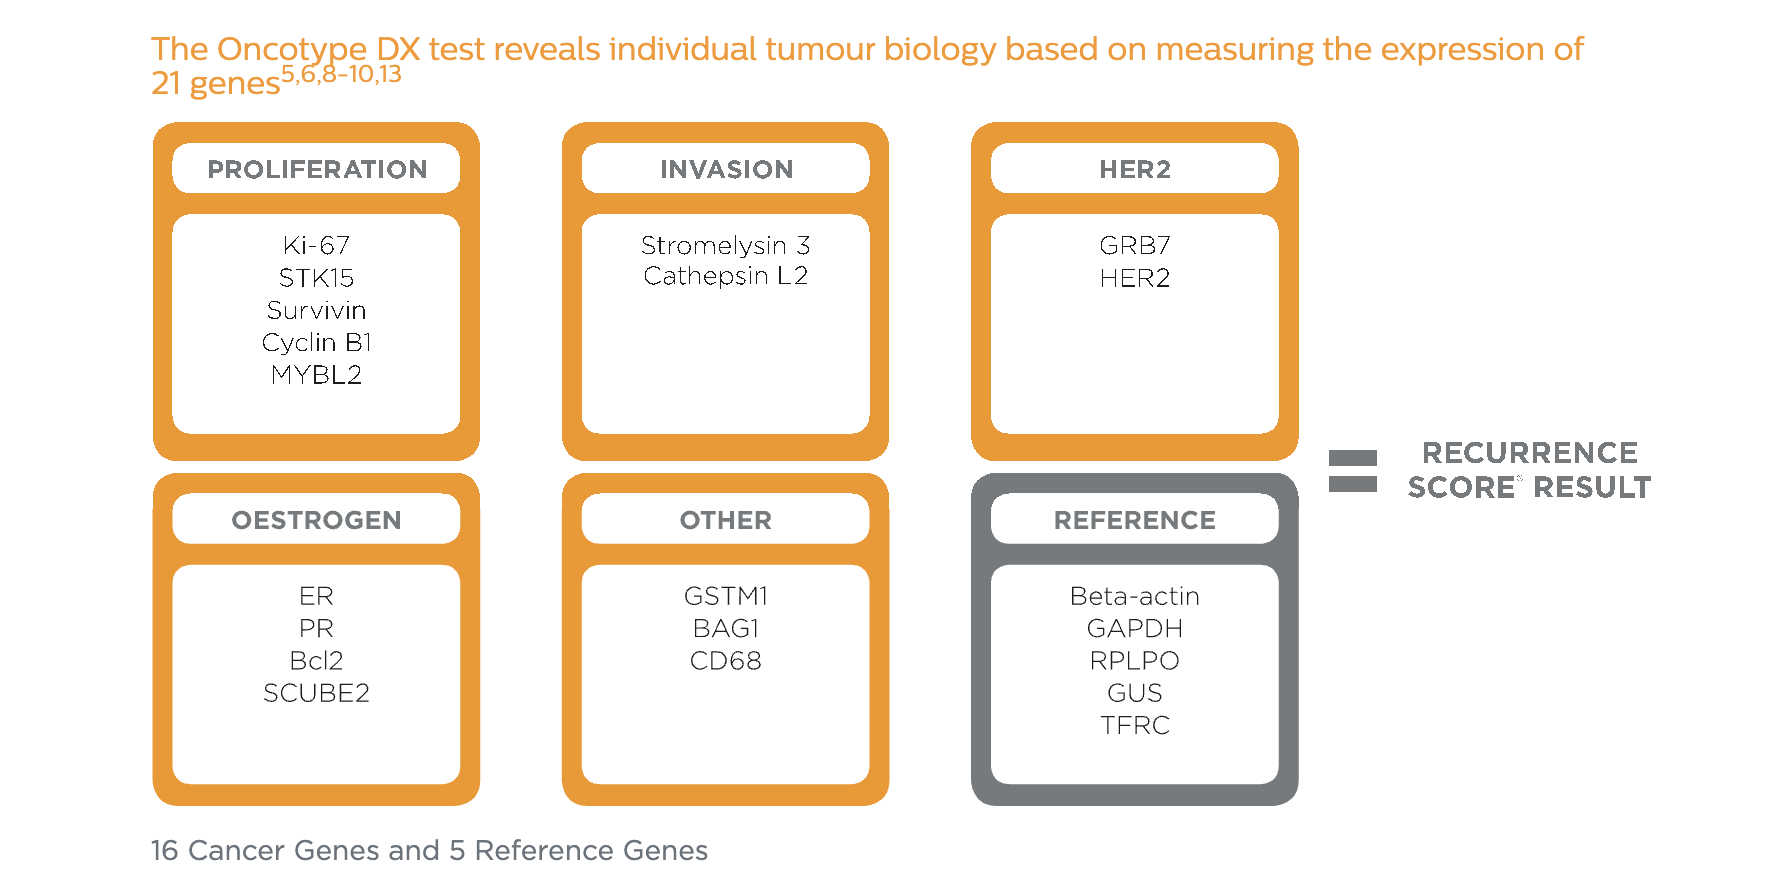 The Oncotype DX test reveals individual tumour biology based on measuring the expression of
21 genes5,6,8-10,13
PROLIFERATION
Ki-67
STK15
Survivin
Cyclin B1
MYBL2
INVASION
Stromelysin 3
Cathepsin L2
HER2
GRB7
HER2
OESTROGEN
ER
PR
Bcl2
SCUBE2
OTHER
GSTM1
BAG1
CD68
REFERENCE
Beta-actin
GAPDH
RPLPO
GUS
TFRC
= RECURRENCE
SCORE® RESULT
16 Cancer Genes and 5 Reference Genes